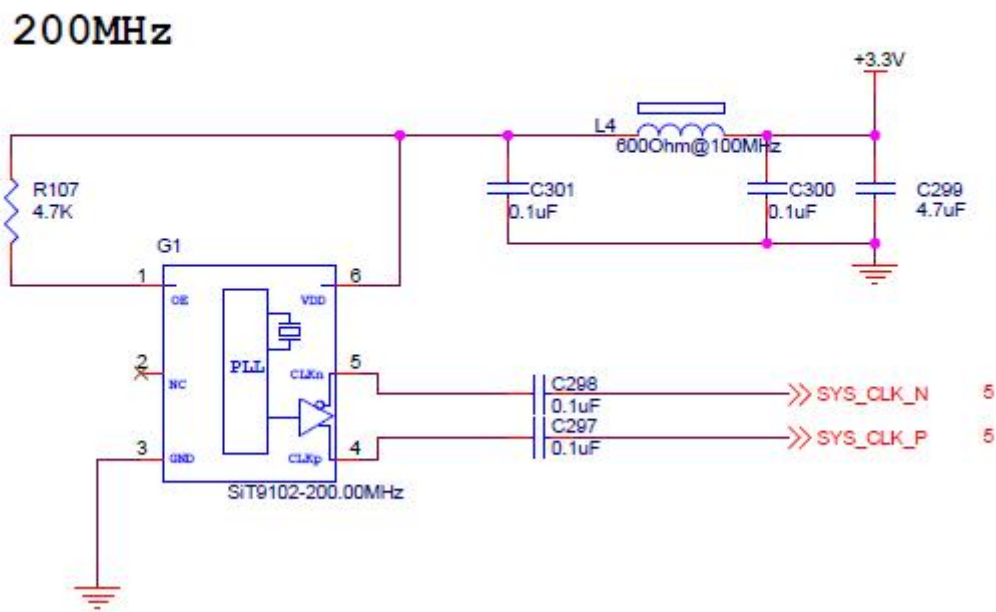 200MHz
+3.3V
L4
600Ohm@100MHz
R107
4.7K
C301
0.1uF
C300
0.1uF
C299
4.7uF
G1
1
6
OE
VDD
2
5
NC
PLL
CLKn
C298
0.1uF
SYS_CLK_N
5
C297
0.1uF
SYS_CLK_P
5
3
4
GND
CLKp
SiT9102-200.00MHz